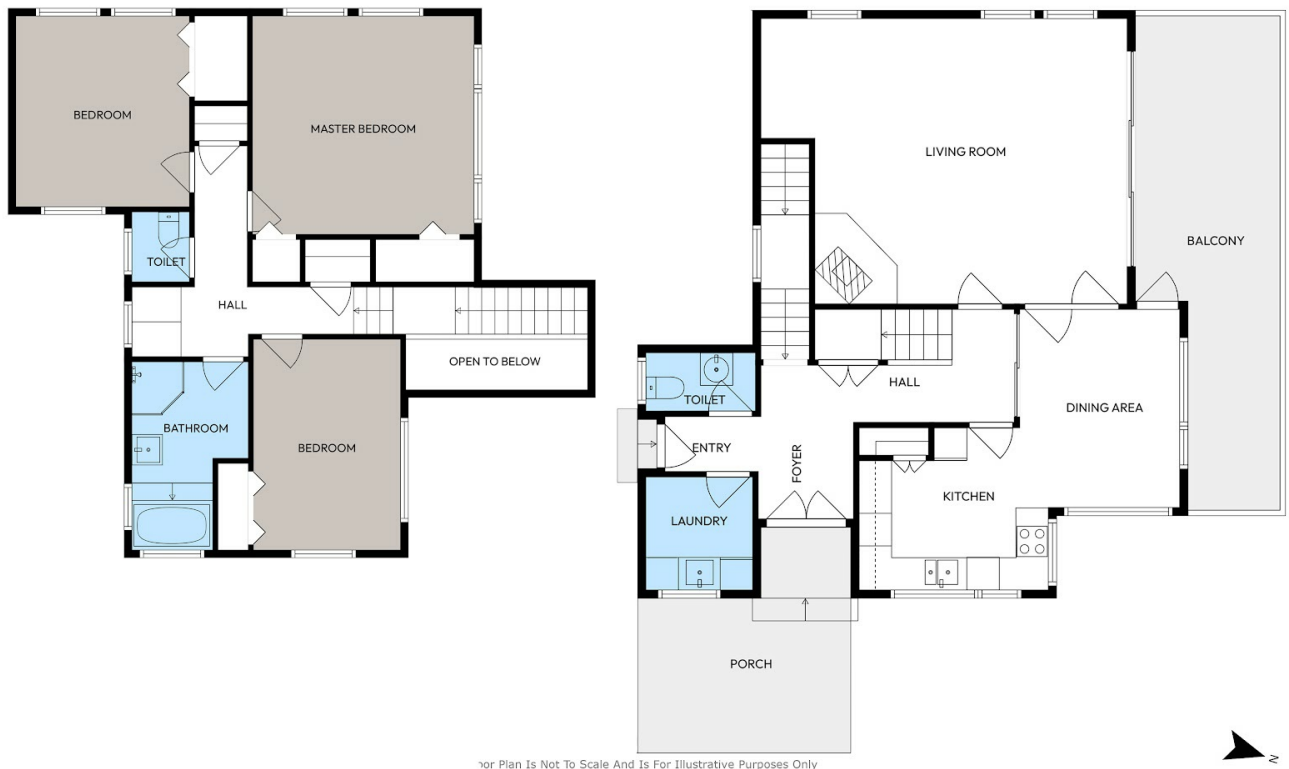 BEDROOM
MASTER BEDROOM
TOILET
HALL
OPEN TO BELOW
BATHROOM
BEDROOM
LIVING ROOM
BALCONY
TOILET
HALL
DINING AREA
ENTRY
FOYER
KITCHEN
LAUNDRY
PORCH
N
Plan Is Not To Scale And Is For Illustrative Purposes Only